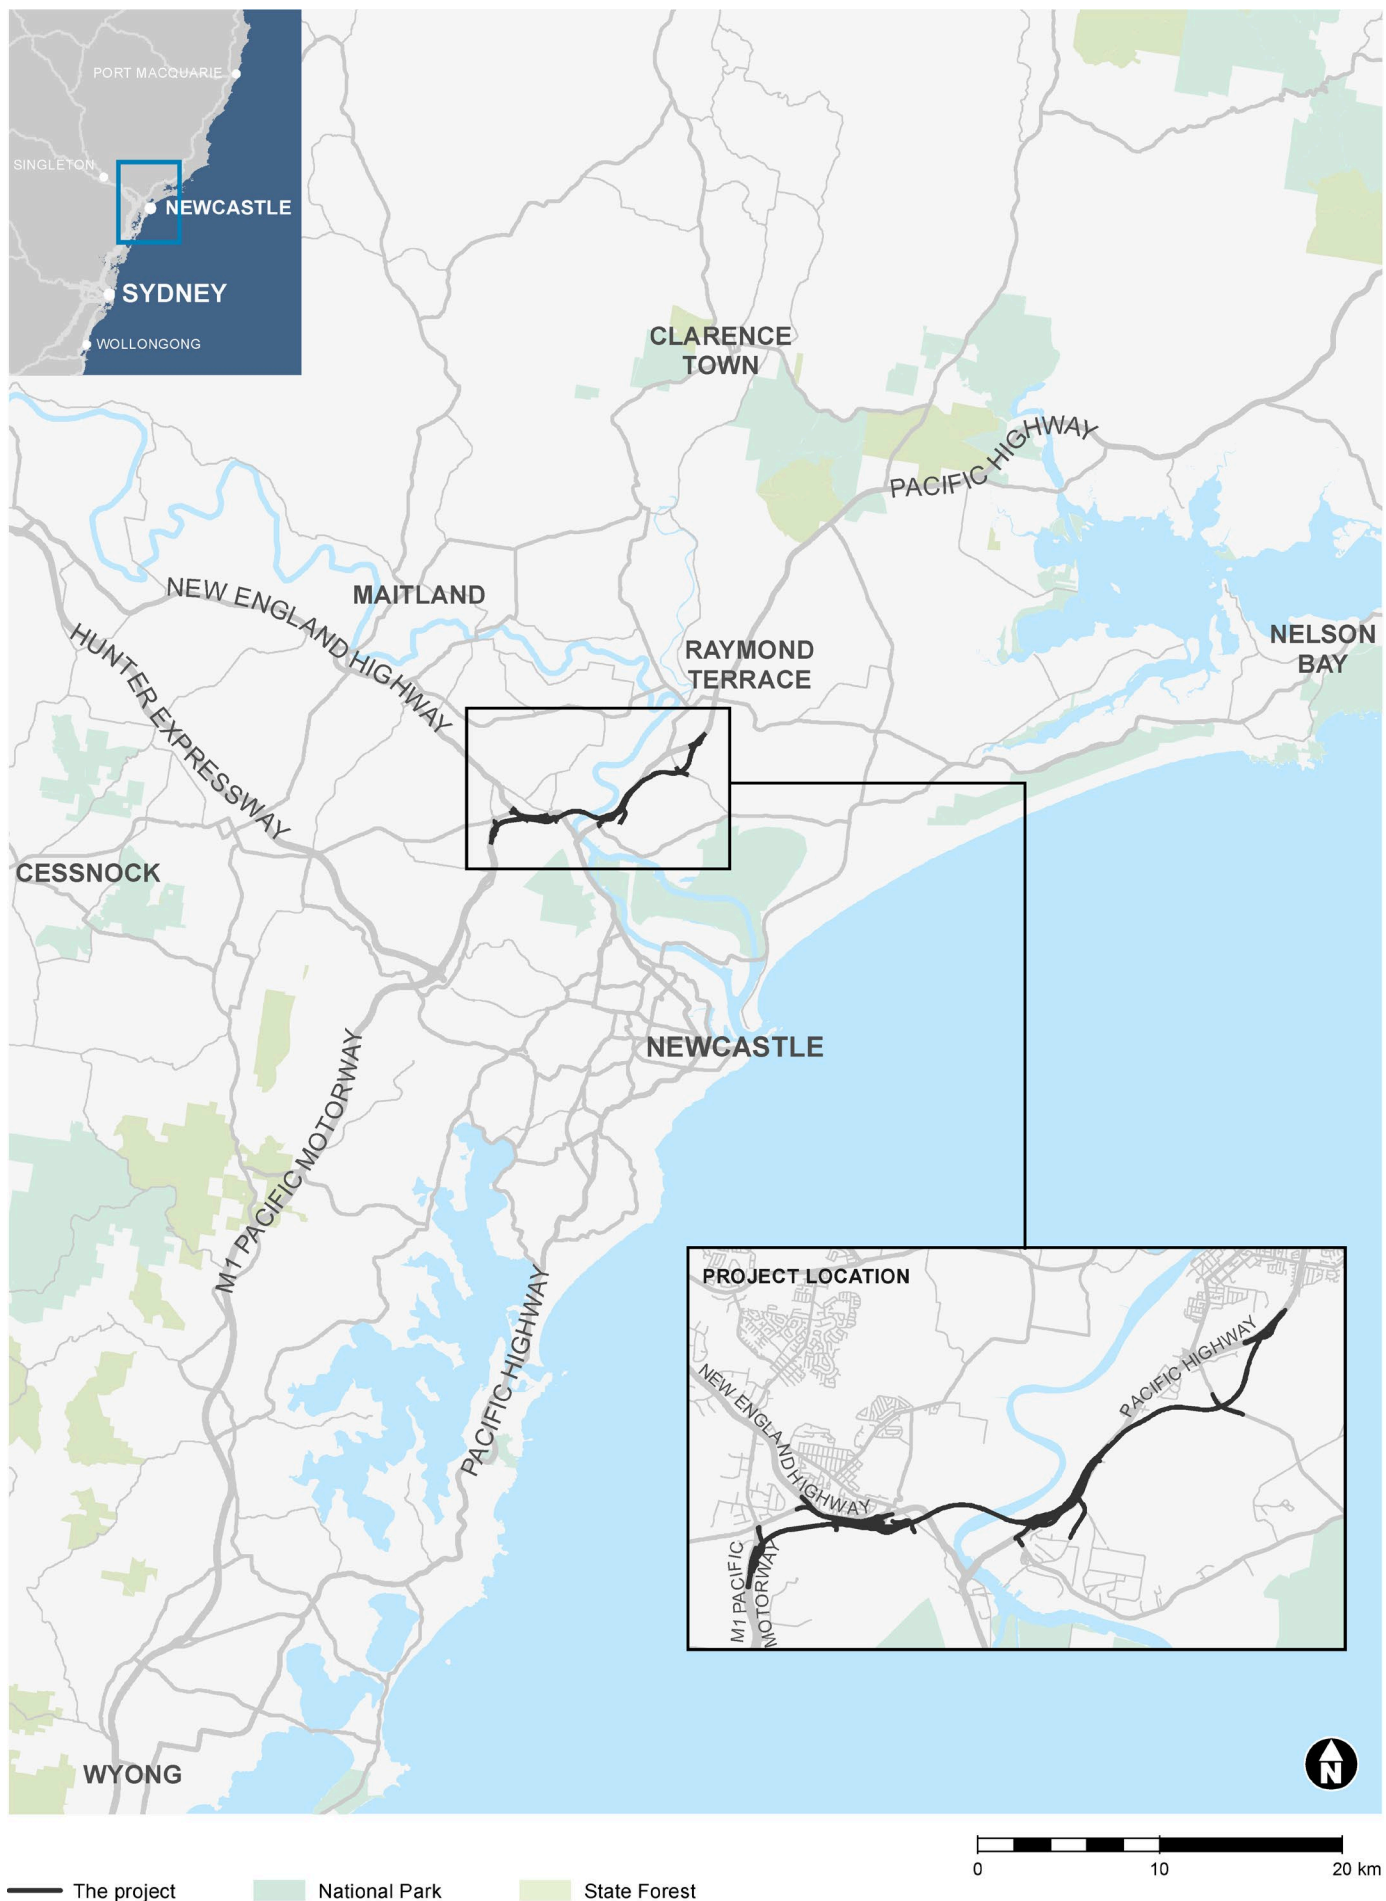 PORT MACQUARIE
SINGLETON
NEWCASTLE
SYDNEY
WOLLONGONG
CLARENCE
TOWN
PACIFIC HIGHWAY
NEW ENGLAND HIGHWAY
MAITLAND
HUNTER EXPRESSWAY
RAYMOND
TERRACE
NELSON
BAY
CESSNOCK
NEWCASTLE
M1 PACIFIC MOTORWAY
PACIFIC HIGHWAY
PROJECT LOCATION
PACIFIC HIGHWAY
NEW ENGLAND HIGHWAY
M1 PACIFIC
MOTORWAY
WYONG
N
0 10 20 km
The project National Park State Forest